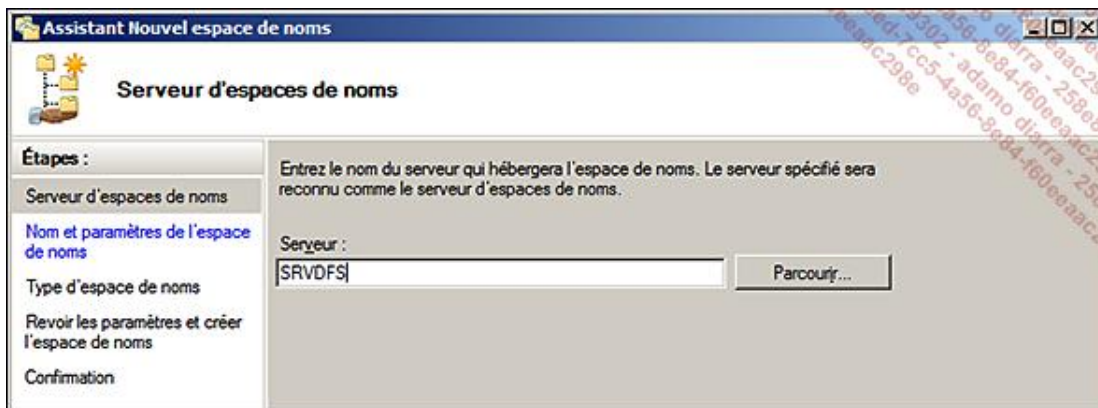 Assistant Nouvel espace de noms
Serveur d'espaces de noms
Étapes :
Serveur d'espaces de noms
Nom et paramètres de l'espace
de noms
Type d'espace de noms
Revoir les paramètres et créer
l'espace de noms
Confirmation
Entrez le nom du serveur qui hébergera l'espace de noms. Le serveur spécifié sera
reconnu comme le serveur d'espaces de noms.
Serveur :
SRVDFS
Parcourir...
adamo diarra